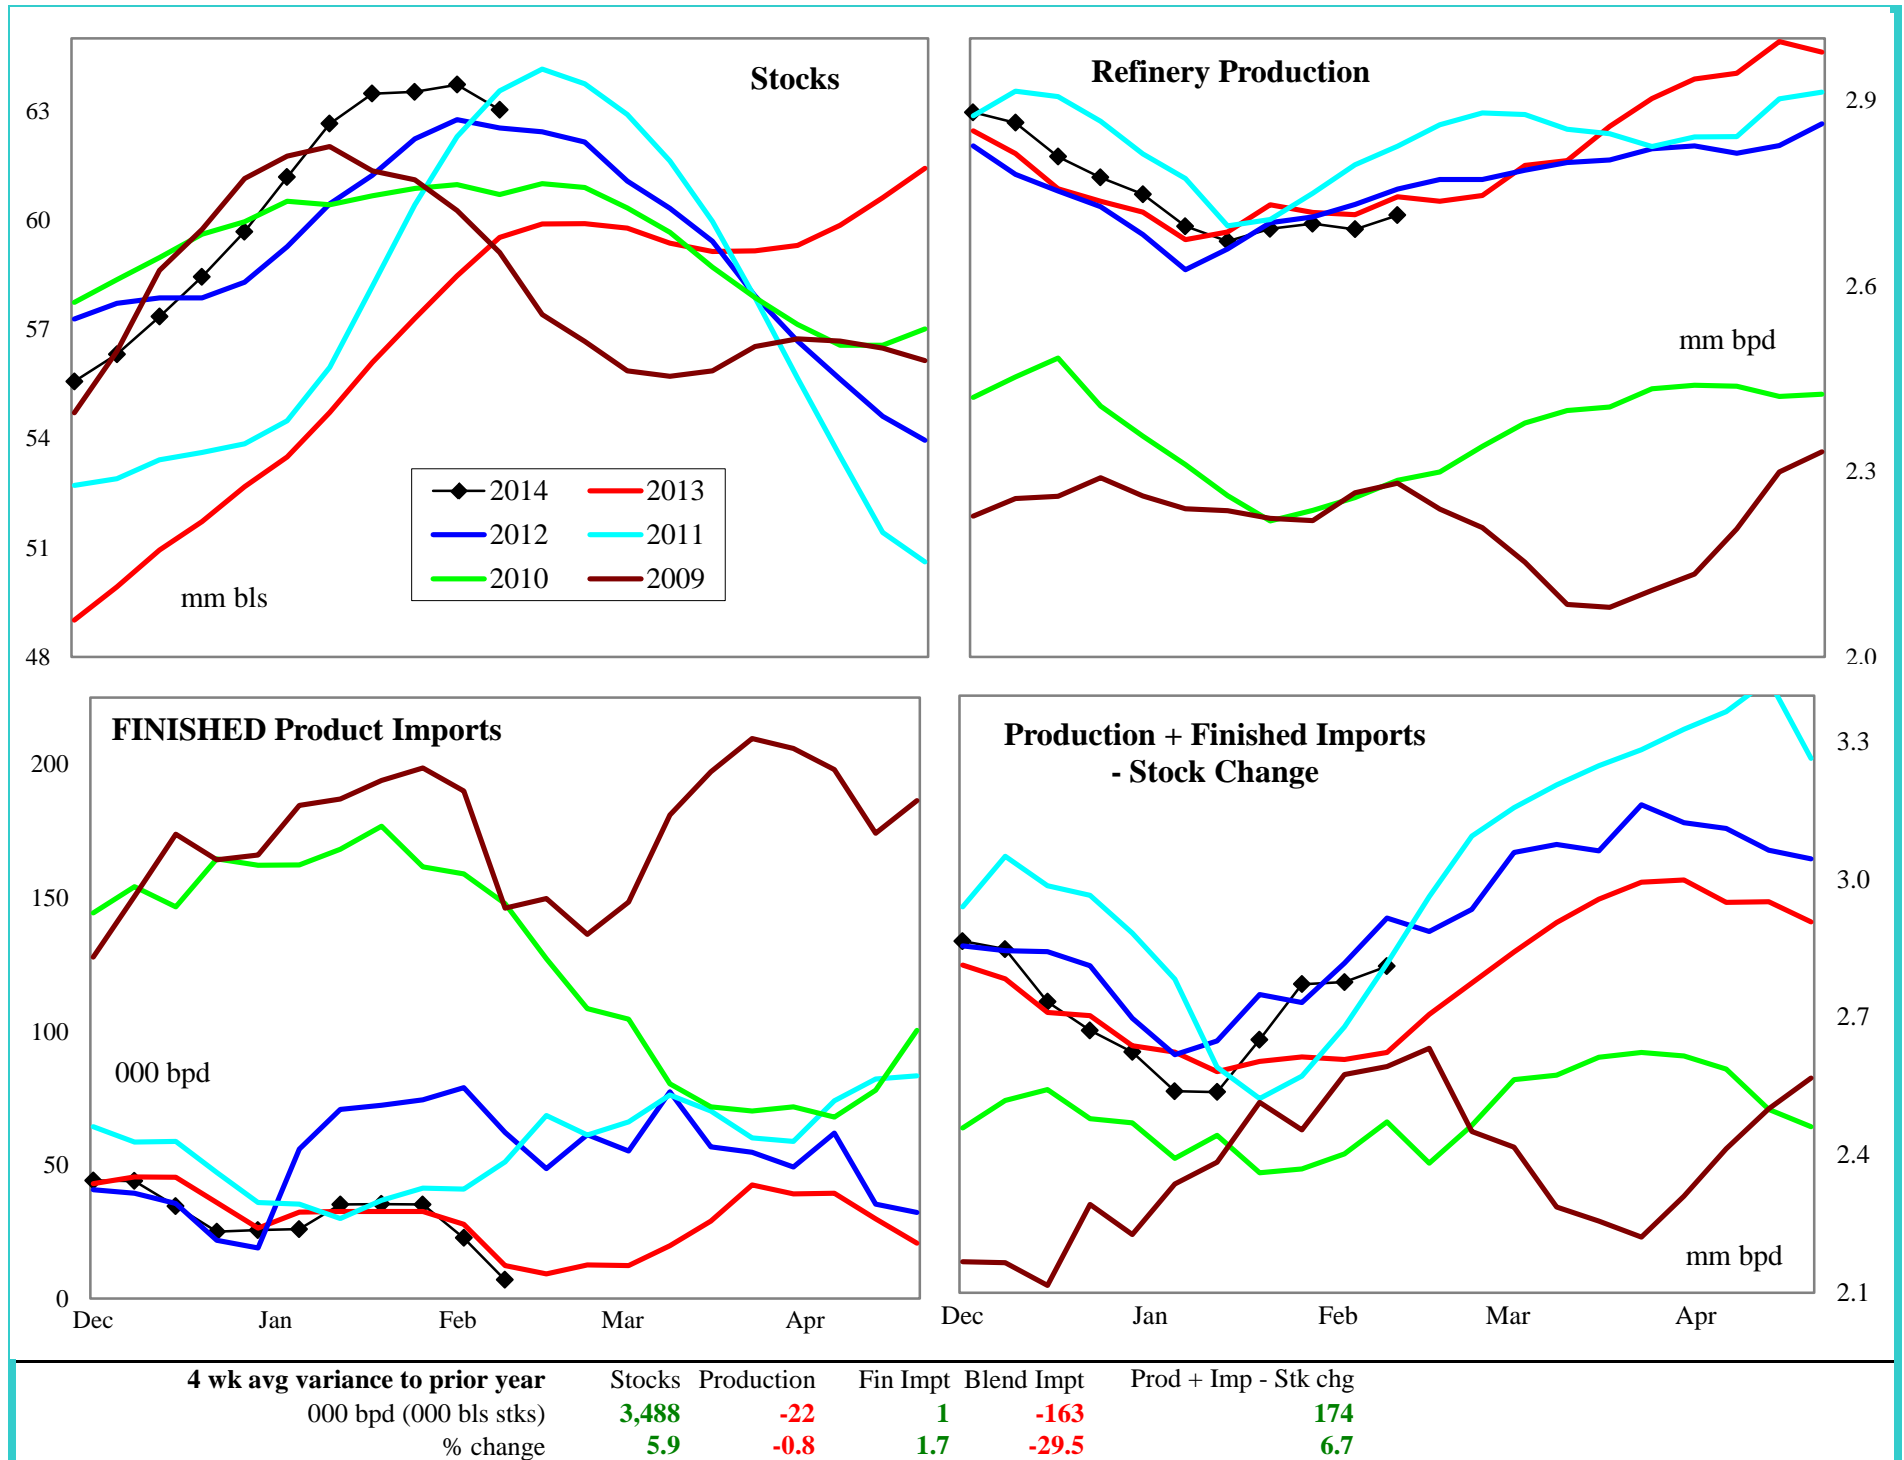 Stocks
63
60
57
54
51
48
mm bls
2014 2013
2012 2011
2010 2009
Refinery Production
2.9
2.6
2.3
2.0
mm bpd
FINISHED Product Imports
200
150
100
50
0
000 bpd
Dec Jan Feb Mar Apr
Production + Finished Imports
- Stock Change
3.3
3.0
2.7
2.4
2.1
mm bpd
Dec Jan Feb Mar Apr
4 wk avg variance to prior year Stocks Production Fin Impt Blend Impt Prod + Imp - Stk chg
000 bpd (000 bls stks) 3,488 -22 1 -163 174
% change 5.9 -0.8 1.7 -29.5 6.7